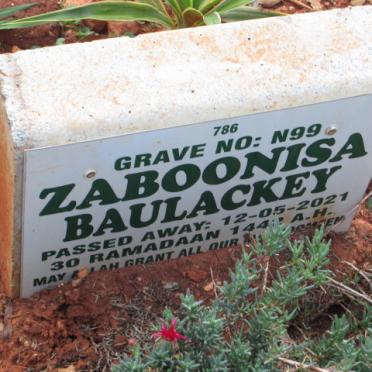 786
GRAVE NO: N99
ZABOONISA
BAULACKEY
PASSED AWAY: 12-05-2021
30 RAMADAAN 144 A.H.
MAY ALLAH GRANT ALL OUR